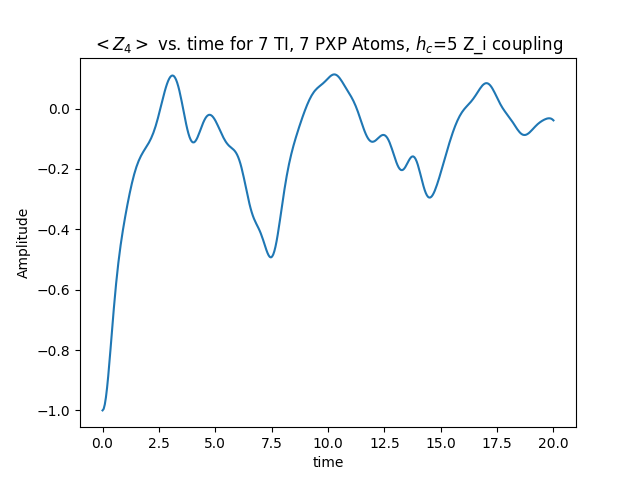 < Z₄ > vs. time for 7 TI, 7 PXP Atoms, h_c=5 Z_i coupling
Amplitude
0.0
−0.2
−0.4
−0.6
−0.8
−1.0
0.0 2.5 5.0 7.5 10.0 12.5 15.0 17.5 20.0
time